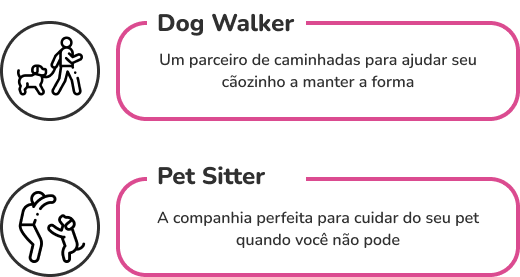 Dog Walker
Um parceiro de caminhadas para ajudar seu
cãozinho a manter a forma
Pet Sitter
A companhia perfeita para cuidar do seu pet
quando você não pode